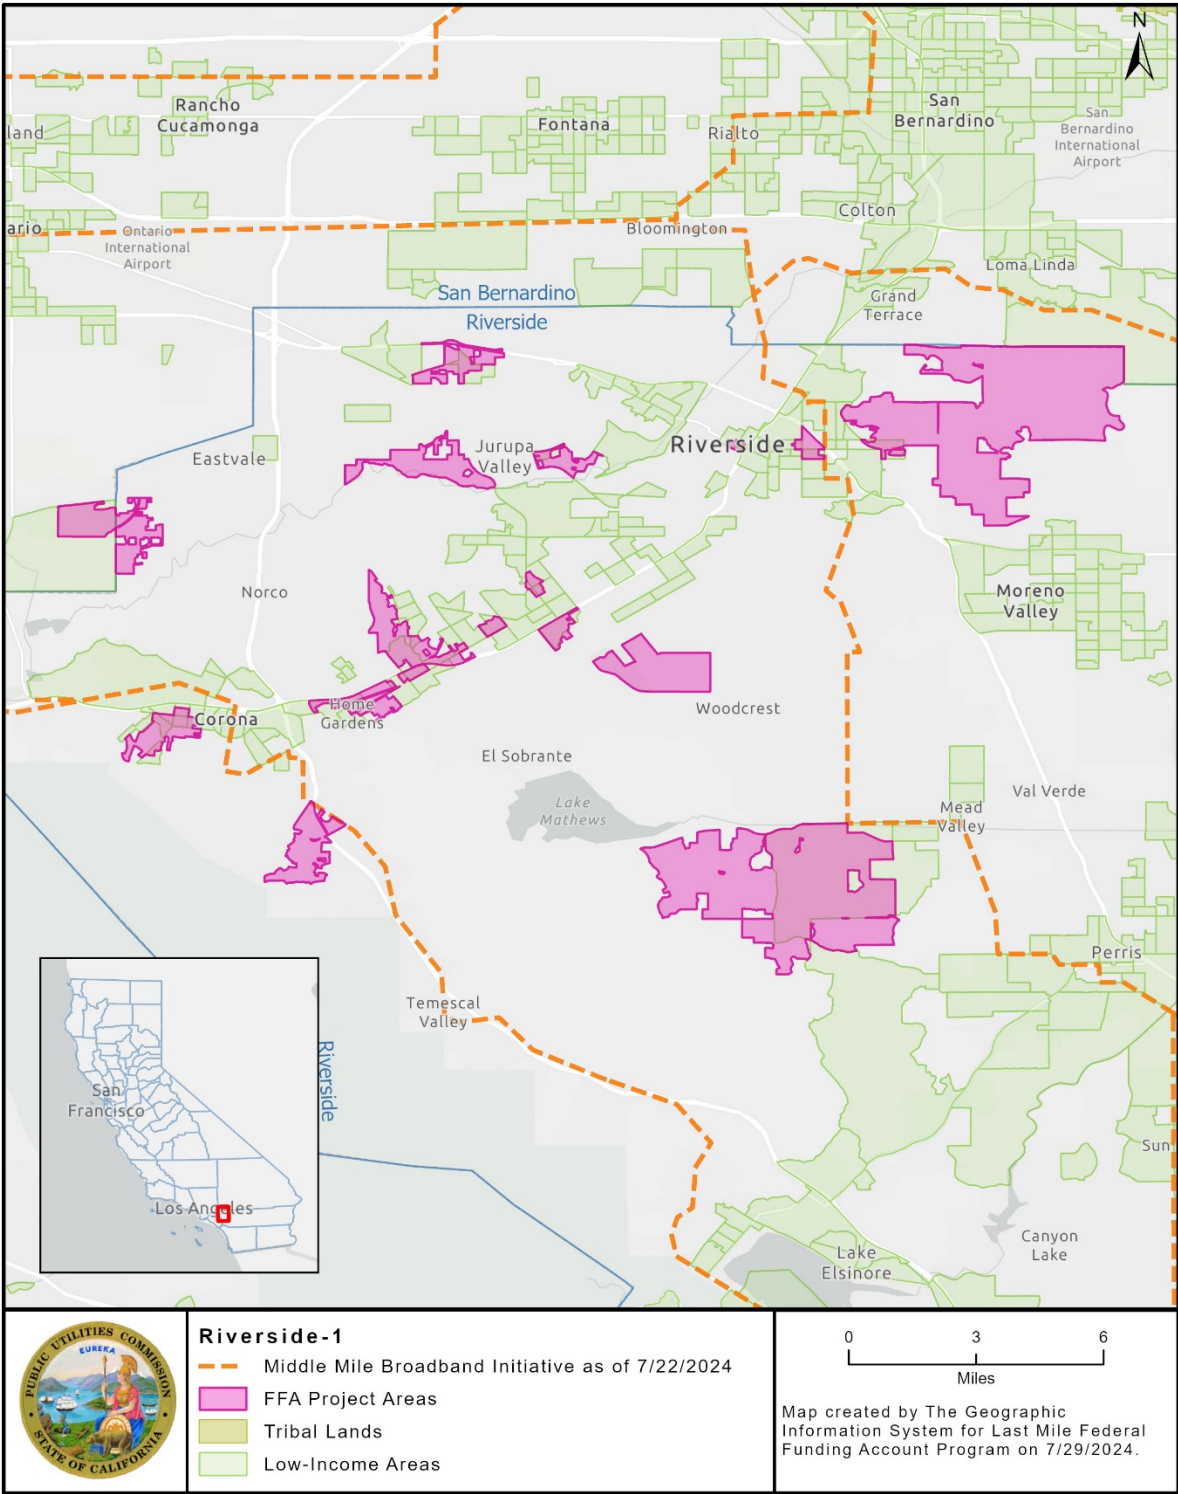 N
Rancho
Cucamonga
land
Fontana
Rialto
San
Bernardino
San
Bernardino
International
Airport
Colton
ario
Ontario
International
Airport
Bloomington
Loma Linda
Grand
Terrace
San Bernardino
Riverside
Eastvale
Jurupa
Valley
Riverside
Norco
Moreno
Valley
Corona
Home
Gardens
Woodcrest
El Sobrante
Lake
Mathews
Mead
Valley
Val Verde
Perris
Temescal
Valley
Riverside
San
Francisco
Los Angeles
Sun
Canyon
Lake
Lake
Elsinore
PUBLIC UTILITIES COMMISSION
EUREKA
STATE OF CALIFORNIA
Riverside-1
Middle Mile Broadband Initiative as of 7/22/2024
FFA Project Areas
Tribal Lands
Low-Income Areas
0 3 6
Miles
Map created by The Geographic
Information System for Last Mile Federal
Funding Account Program on 7/29/2024.